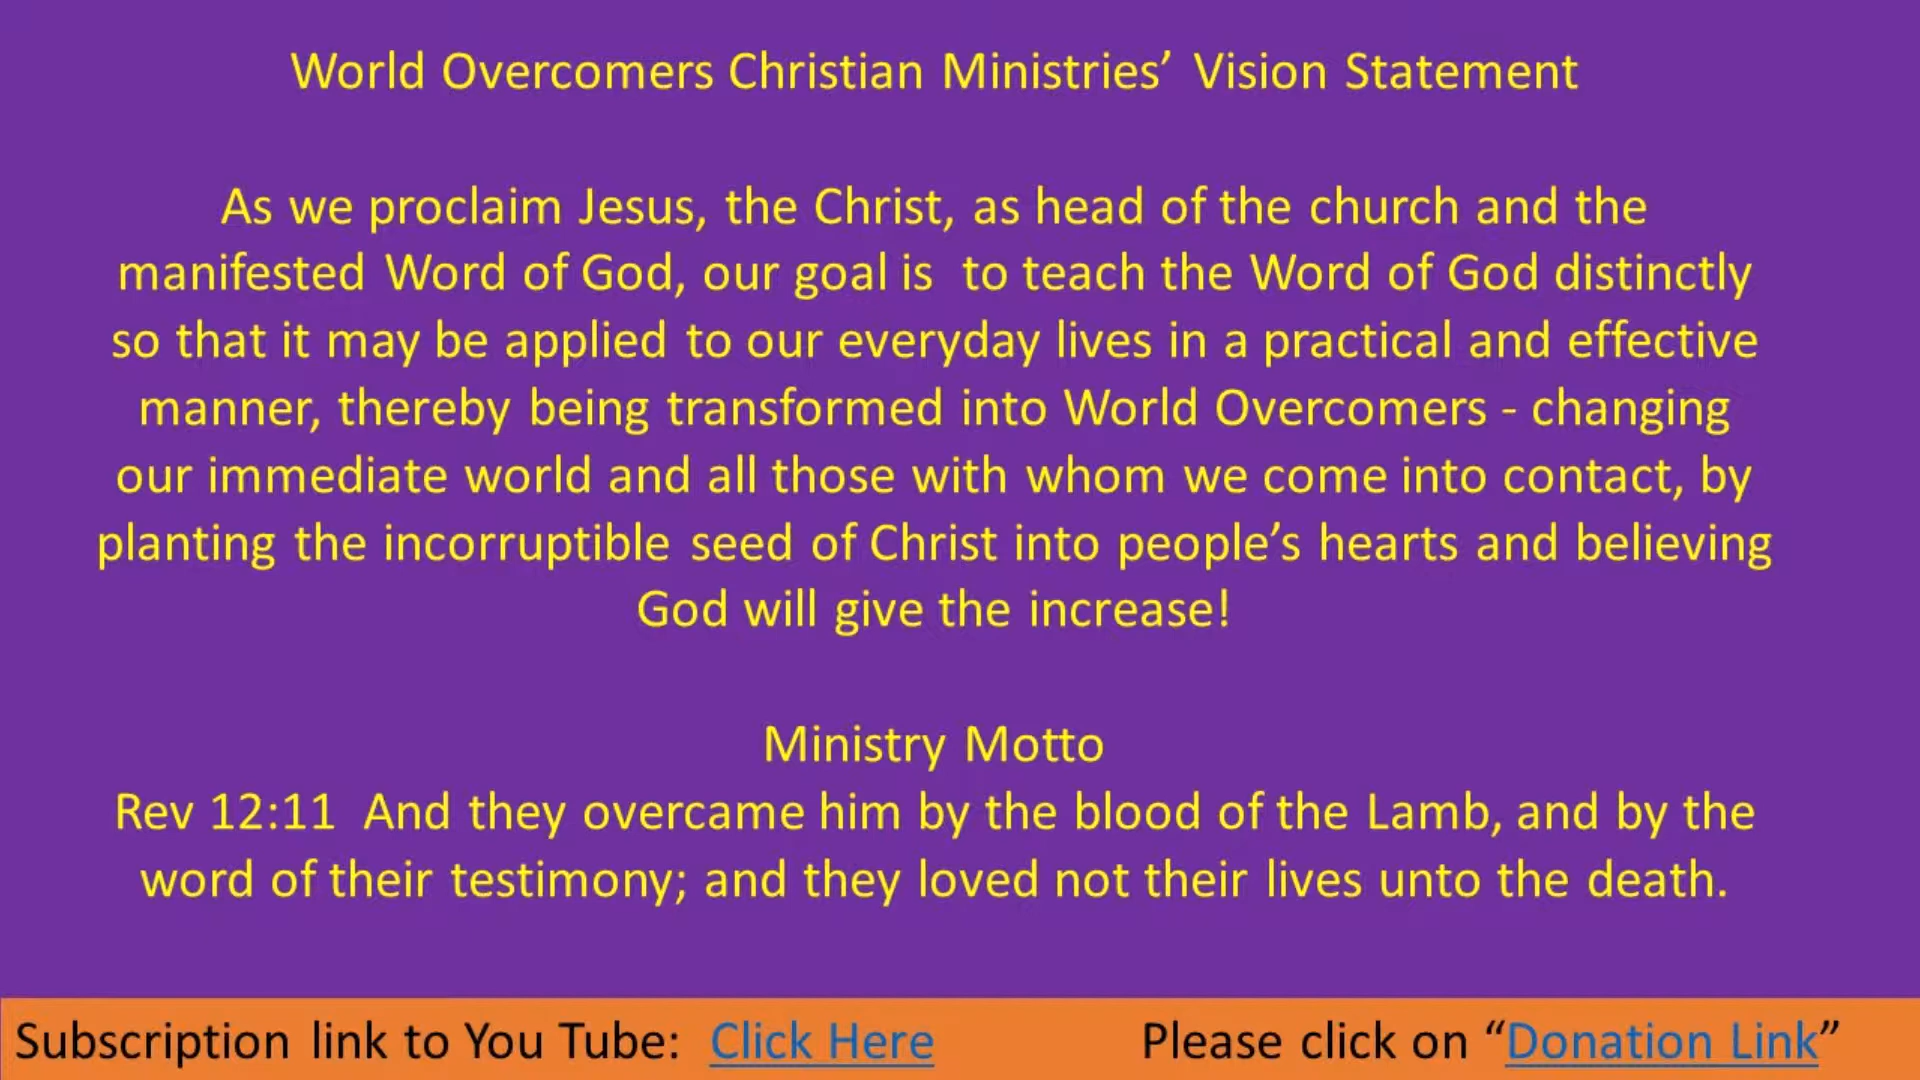 World Overcomers Christian Ministries’ Vision Statement
As we proclaim Jesus, the Christ, as head of the church and the
manifested Word of God, our goal is to teach the Word of God distinctly
so that it may be applied to our everyday lives in a practical and effective
manner, thereby being transformed into World Overcomers - changing
our immediate world and all those with whom we come into contact, by
planting the incorruptible seed of Christ into people’s hearts and believing
God will give the increase!
Ministry Motto
Rev 12:11 And they overcame him by the blood of the Lamb, and by the
word of their testimony; and they loved not their lives unto the death.
Subscription link to You Tube: Click Here Please click on “Donation Link”